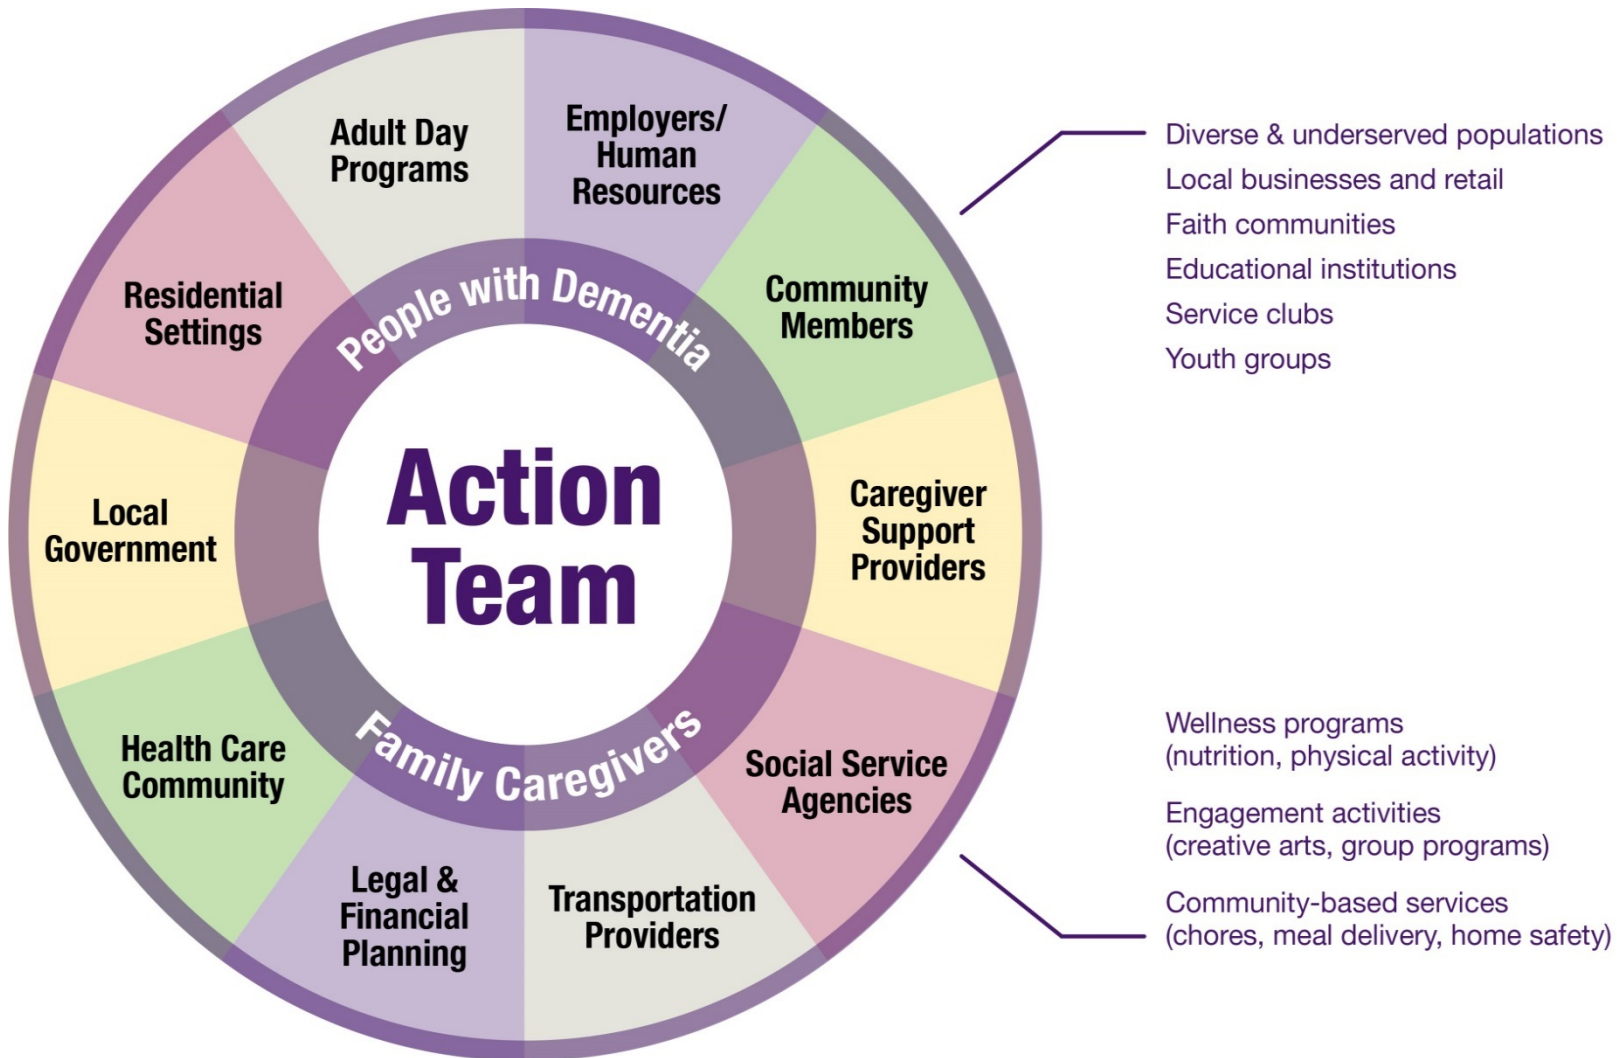 Adult Day
Programs
Employers/
Human
Resources
Community
Members
Caregiver
Support
Providers
Social Service
Agencies
Transportation
Providers
Legal &
Financial
Planning
Health Care
Community
Local
Government
Residential
Settings
People with Dementia
Action
Team
Family Caregivers
Diverse & underserved populations
Local businesses and retail
Faith communities
Educational institutions
Service clubs
Youth groups
Wellness programs
(nutrition, physical activity)
Engagement activities
(creative arts, group programs)
Community-based services
(chores, meal delivery, home safety)